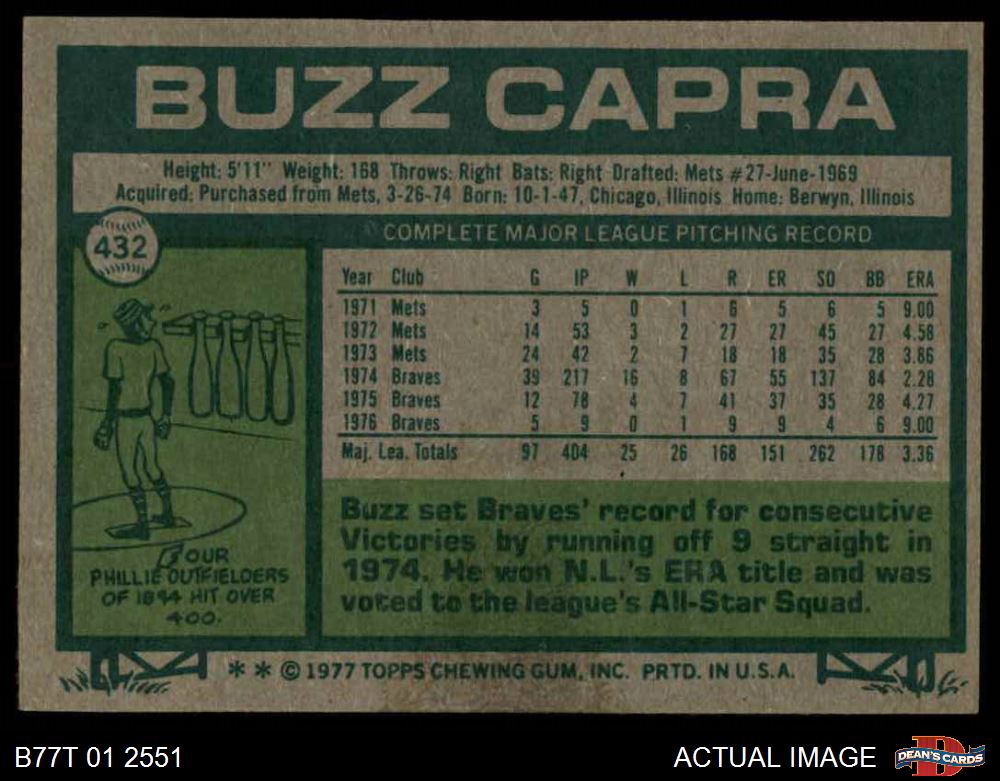 BUZZ CAPRA
Height: 5'11" Weight: 168 Throws: Right Bats: Right Drafted: Mets #27-June-1969
Acquired: Purchased from Mets, 3-26-74 Born: 10-1-47, Chicago, Illinois Home: Berwyn, Illinois
432
COMPLETE MAJOR LEAGUE PITCHING RECORD
Year Club G IP W L R ER SO BB ERA
1971 Mets 3 5 0 1 6 5 6 5 9.00
1972 Mets 14 53 3 2 27 27 45 27 4.58
1973 Mets 24 42 2 7 18 18 35 28 3.86
1974 Braves 39 217 16 8 67 55 137 84 2.28
1975 Braves 12 78 4 7 41 37 35 28 4.27
1976 Braves 5 9 0 1 9 9 4 6 9.00
Maj. Lea. Totals 97 404 25 26 168 151 262 178 3.36
FOUR
PHILLIE OUTFIELDERS
OF 1894 HIT OVER
.400.
Buzz set Braves' record for consecutive
Victories by running off 9 straight in
1974. He won N.L.'s ERA title and was
voted to the league's All-Star Squad.
* * © 1977 TOPPS CHEWING GUM, INC. PRTD. IN U.S.A.
B77T 01 2551
ACTUAL IMAGE
D
DEAN'S CARDS